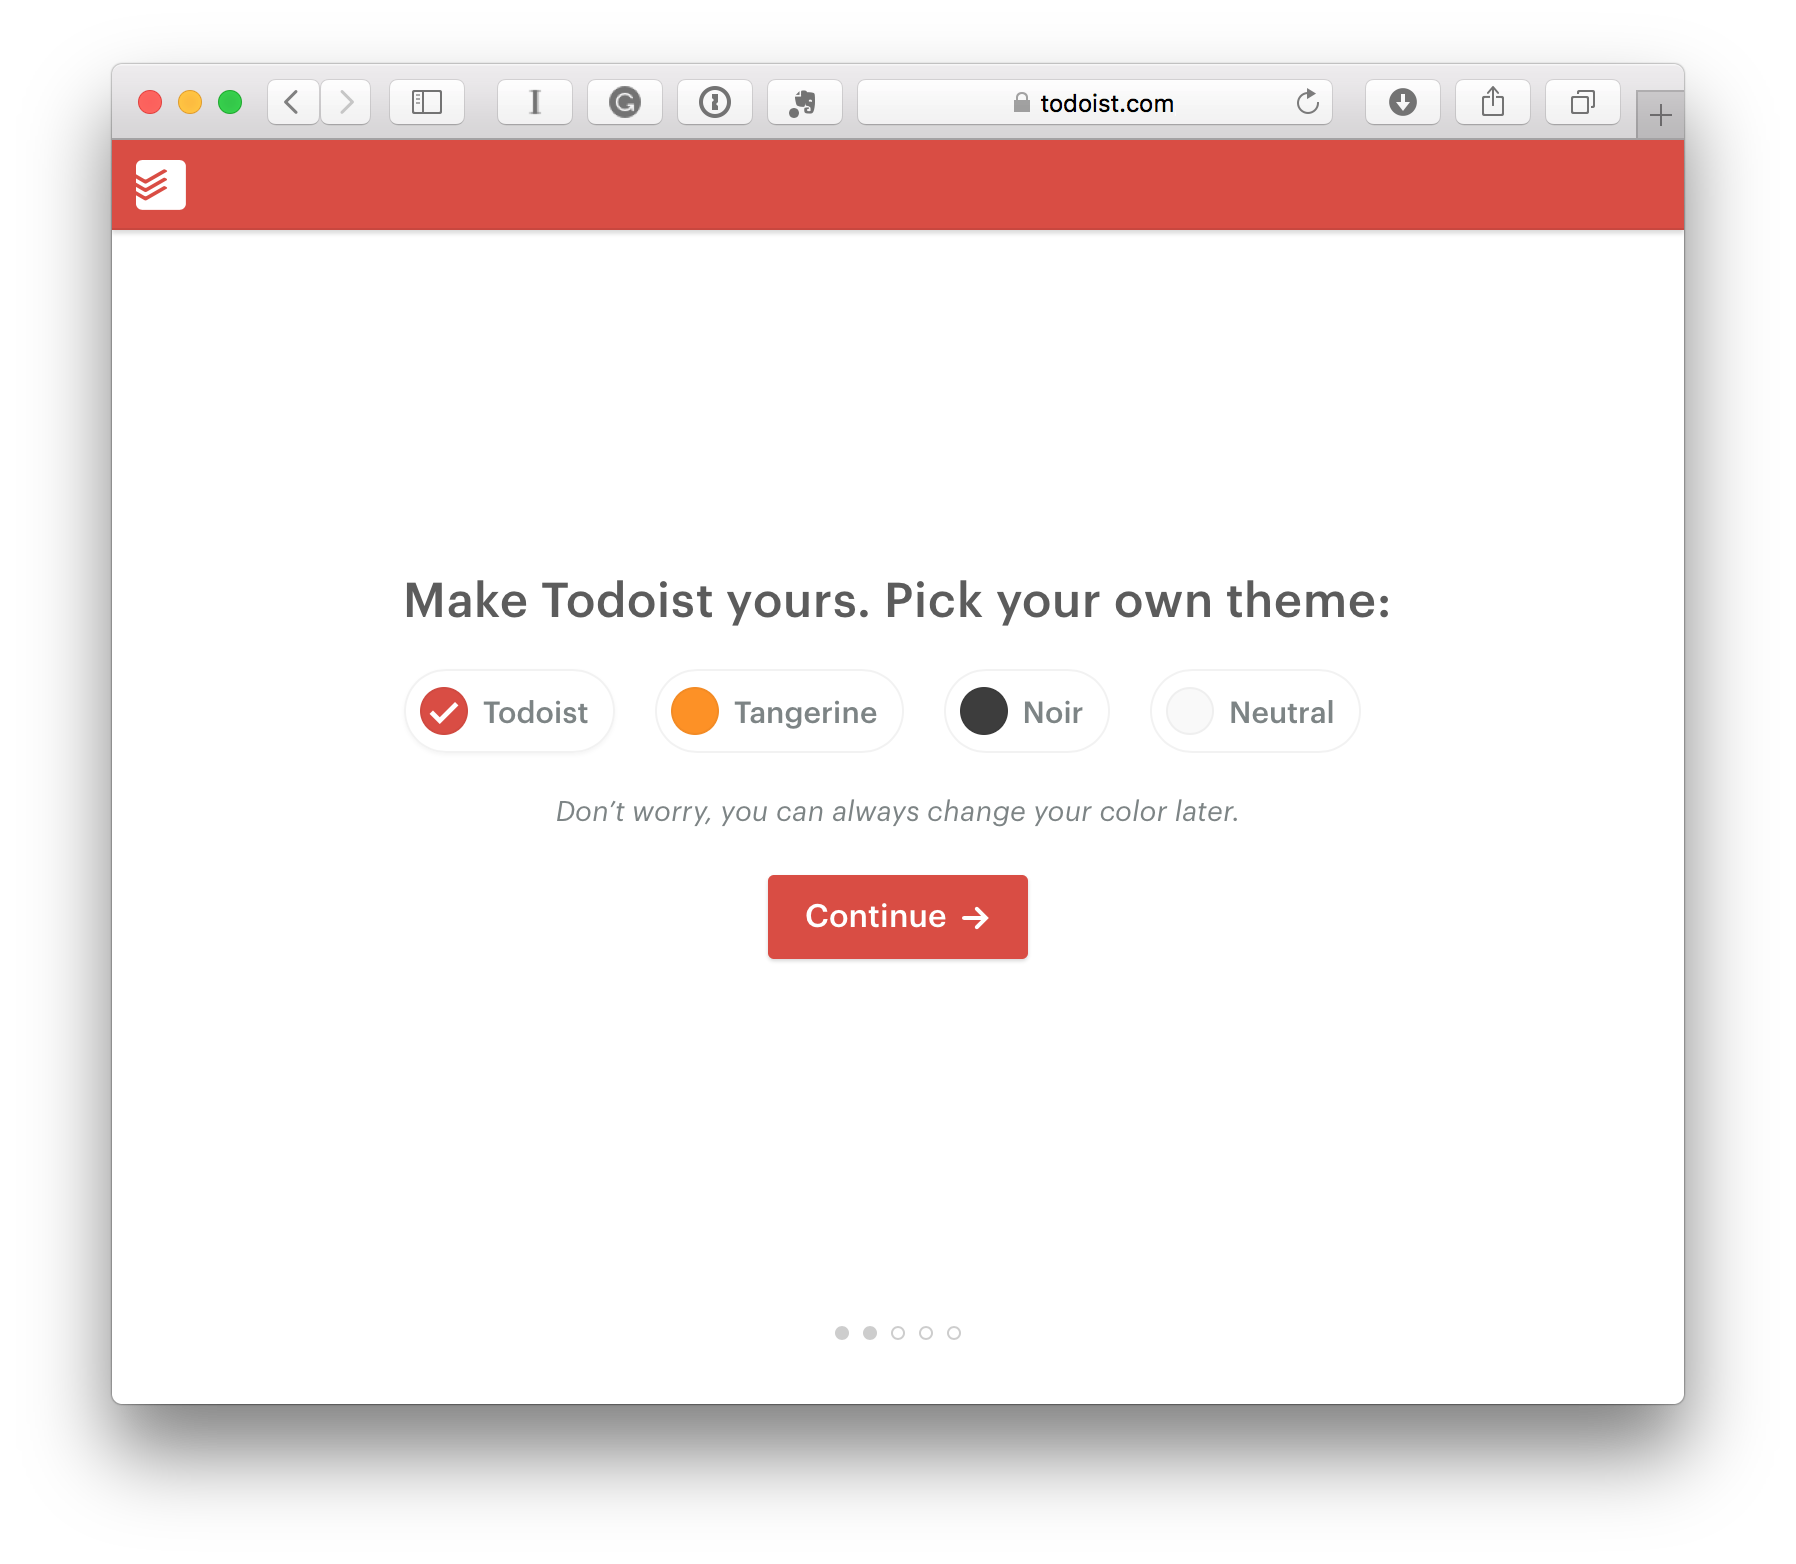 todoist.com
Make Todoist yours. Pick your own theme:
Todoist Tangerine Noir Neutral
Don't worry, you can always change your color later.
Continue →